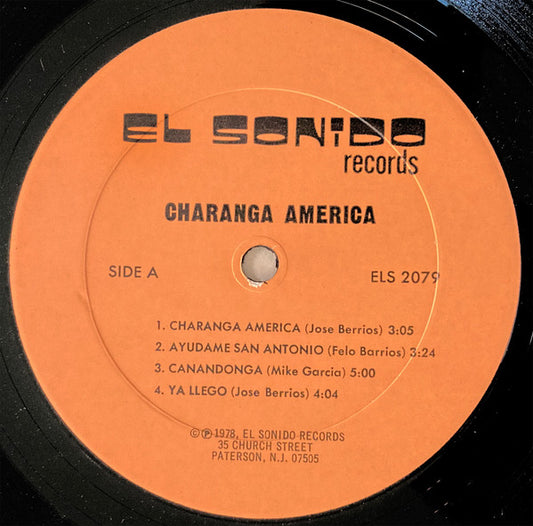 EL SONIDO
records
CHARANGA AMERICA
SIDE A
ELS 2079
1. CHARANGA AMERICA (Jose Berrios) 3:05
2. AYUDAME SAN ANTONIO (Felo Barrios) 3:24
3. CANANDONGA (Mike Garcia) 5:00
4. YA LLEGO (Jose Berrios) 4:04
©℗1978, EL SONIDO RECORDS
35 CHURCH STREET
PATERSON, N.J. 07505